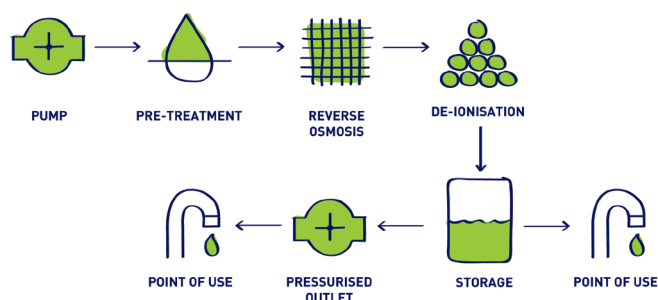 PUMP
PRE-TREATMENT
REVERSE
OSMOSIS
DE-IONISATION
POINT OF USE
PRESSURISED
OUTLET
STORAGE
POINT OF USE